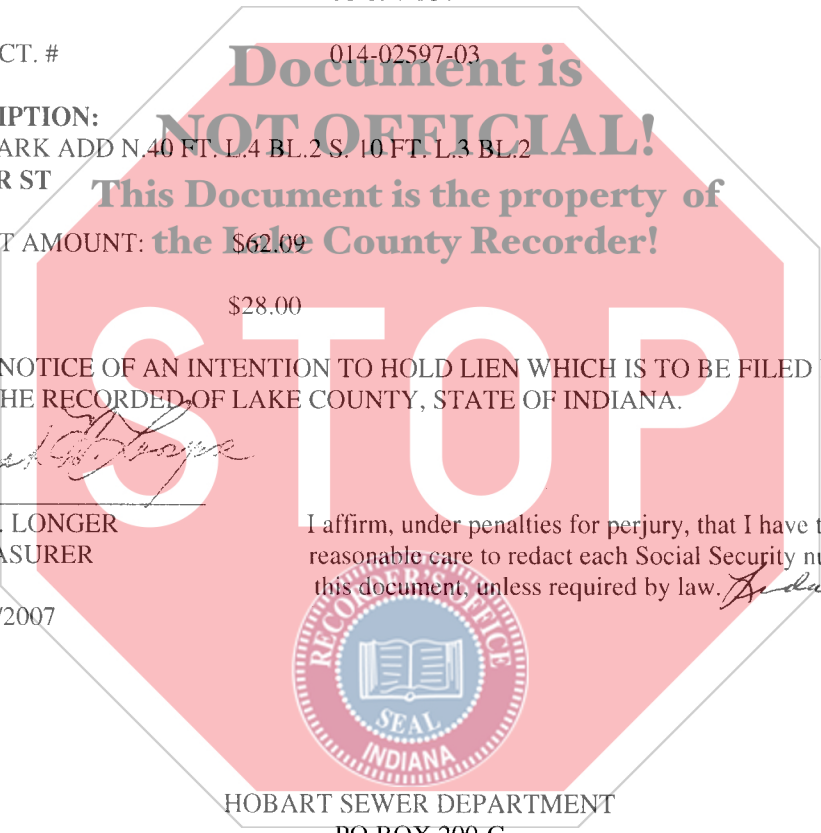 CT. # 014-02597-03
Document is
IPTION:
NOT OFFICIAL!
ARK ADD N.40 FT. L.4 BL.2 S. 10 FT. L.3 BL.2
R ST
This Document is the property of
T AMOUNT: $62.09
the Lake County Recorder!
$28.00
STOP
NOTICE OF AN INTENTION TO HOLD LIEN WHICH IS TO BE FILED
HE RECORDED OF LAKE COUNTY, STATE OF INDIANA.
. LONGER
ASURER
I affirm, under penalties for perjury, that I have t
reasonable care to redact each Social Security nu
this document, unless required by law.
/2007
RECORDER'S OFFICE
SEAL
INDIANA
HOBART SEWER DEPARTMENT
PO BOX 200-G